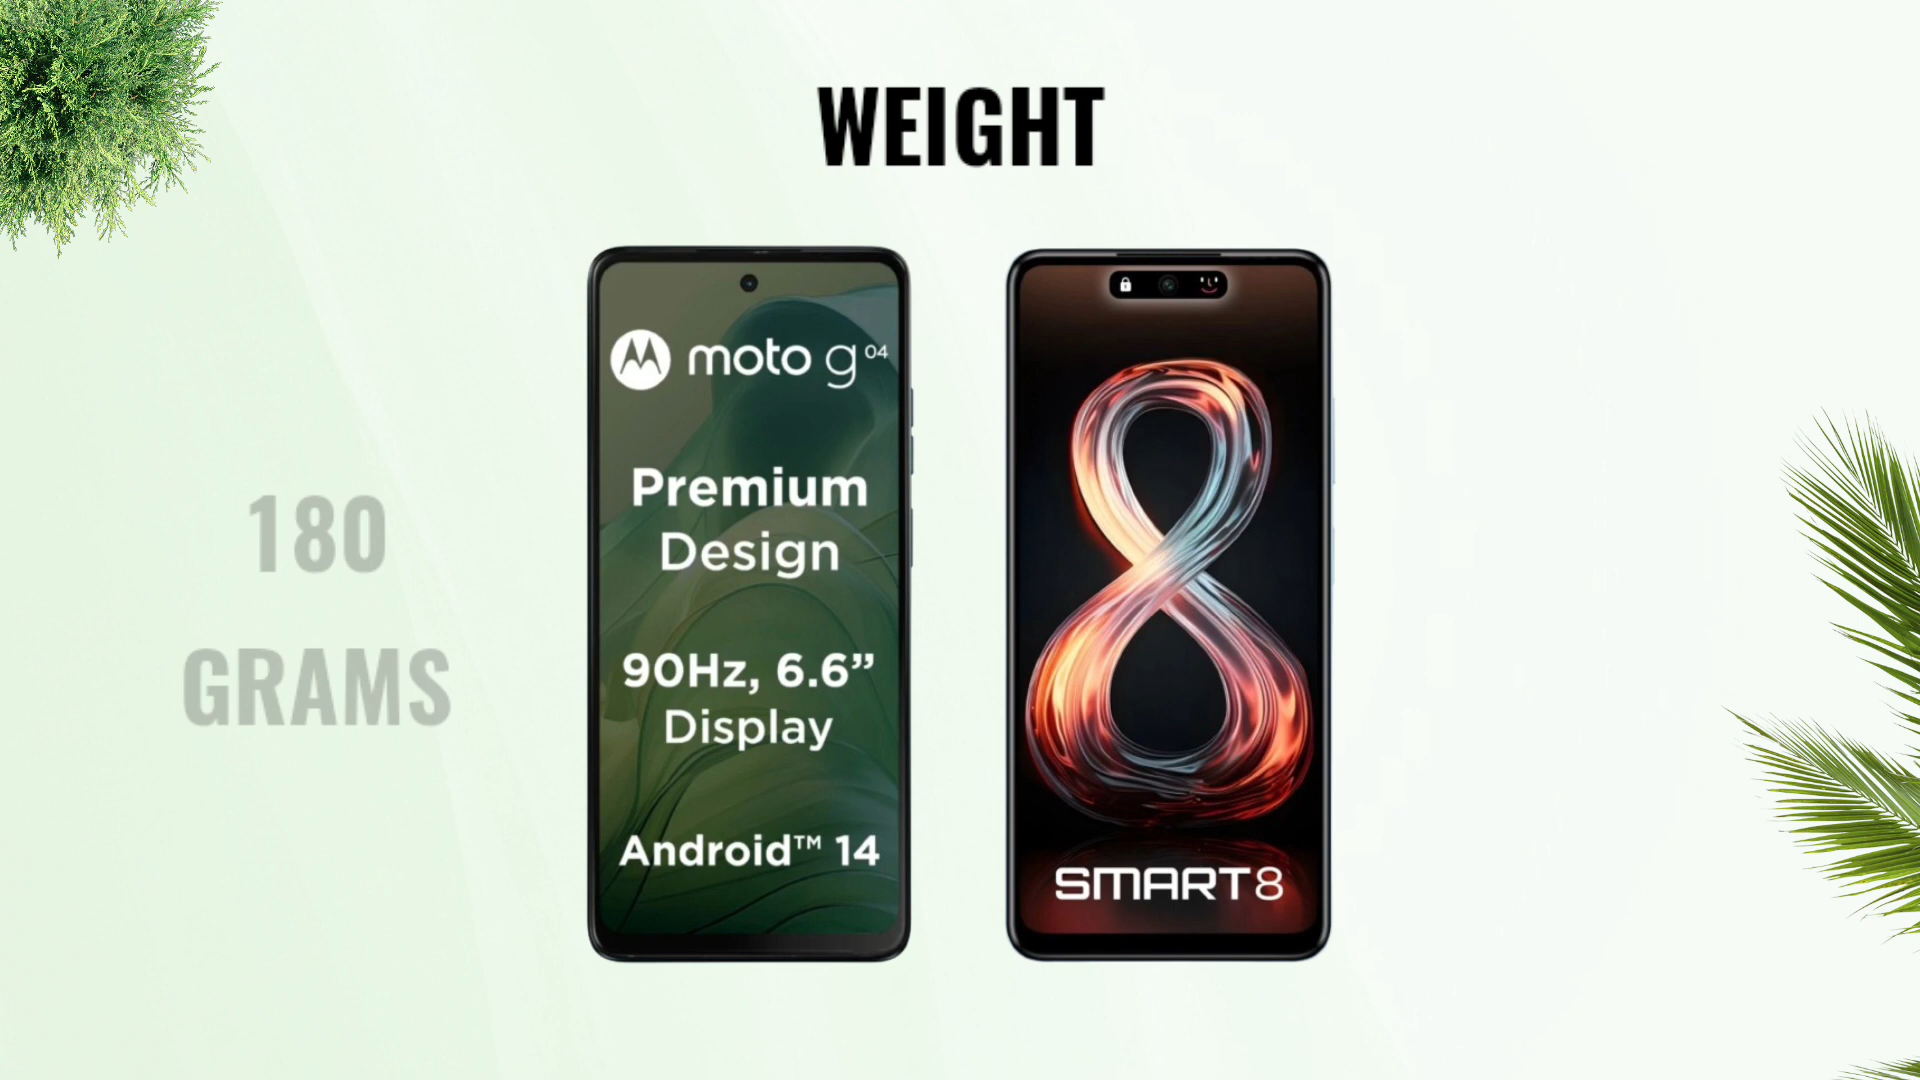 WEIGHT
180
GRAMS
moto g04
Premium
Design
90Hz, 6.6”
Display
Android™ 14
SMART8